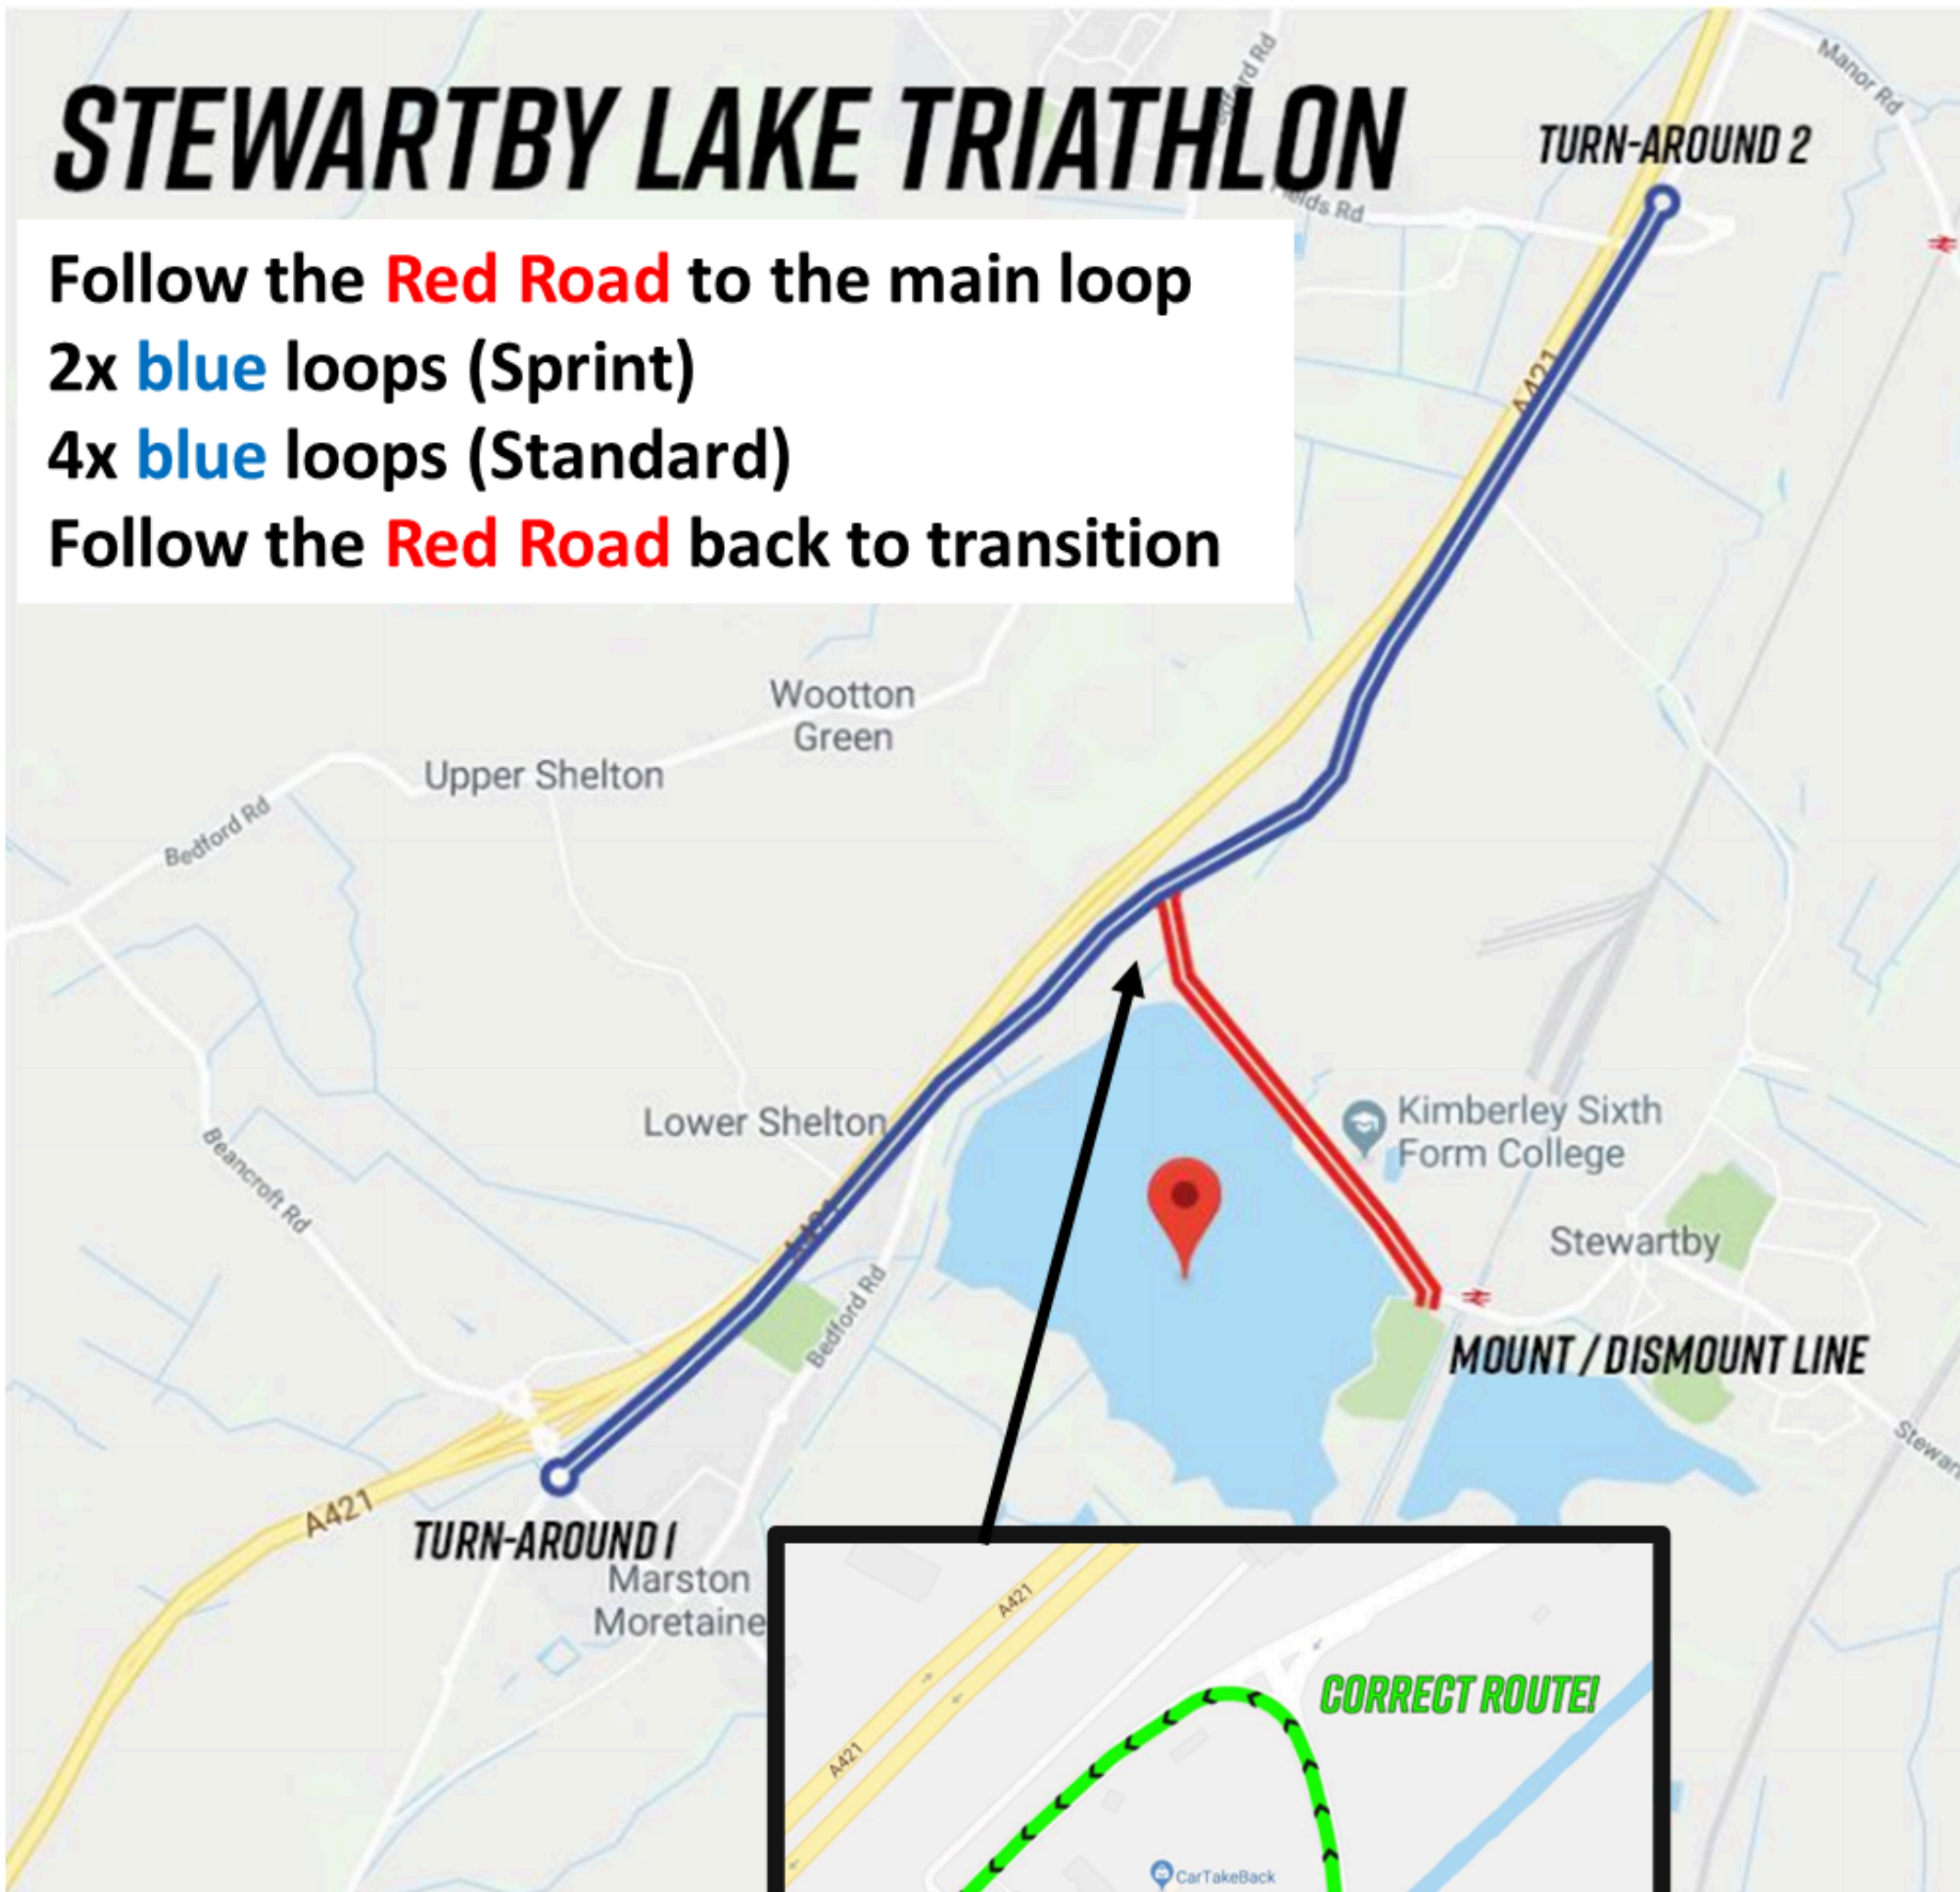 STEWARTBY LAKE TRIATHLON
TURN-AROUND 2
Manor Rd
Fields Rd
Follow the Red Road to the main loop
2x blue loops (Sprint)
4x blue loops (Standard)
Follow the Red Road back to transition
A421
Wootton
Green
Upper Shelton
Bedford Rd
Lower Shelton
Kimberley Sixth
Form College
Beancroft Rd
A421
Stewartby
Bedford Rd
MOUNT / DISMOUNT LINE
A421
TURN-AROUND 1
Marston
Moretaine
A421
CORRECT ROUTE!
A421
CarTakeBack